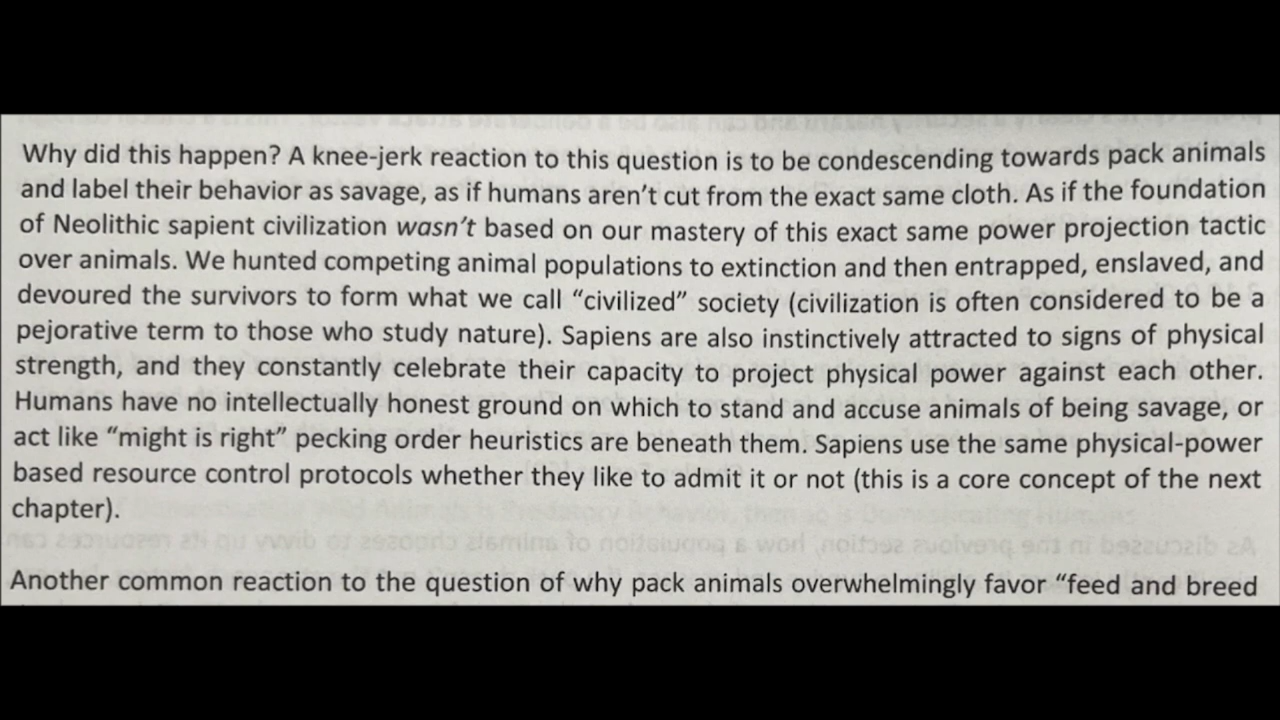 Why did this happen? A knee-jerk reaction to this question is to be condescending towards pack animals
and label their behavior as savage, as if humans aren't cut from the exact same cloth. As if the foundation
of Neolithic sapient civilization wasn't based on our mastery of this exact same power projection tactic
over animals. We hunted competing animal populations to extinction and then entrapped, enslaved, and
devoured the survivors to form what we call “civilized” society (civilization is often considered to be a
pejorative term to those who study nature). Sapiens are also instinctively attracted to signs of physical
strength, and they constantly celebrate their capacity to project physical power against each other.
Humans have no intellectually honest ground on which to stand and accuse animals of being savage, or
act like “might is right” pecking order heuristics are beneath them. Sapiens use the same physical-power
based resource control protocols whether they like to admit it or not (this is a core concept of the next
chapter).
Another common reaction to the question of why pack animals overwhelmingly favor “feed and breed